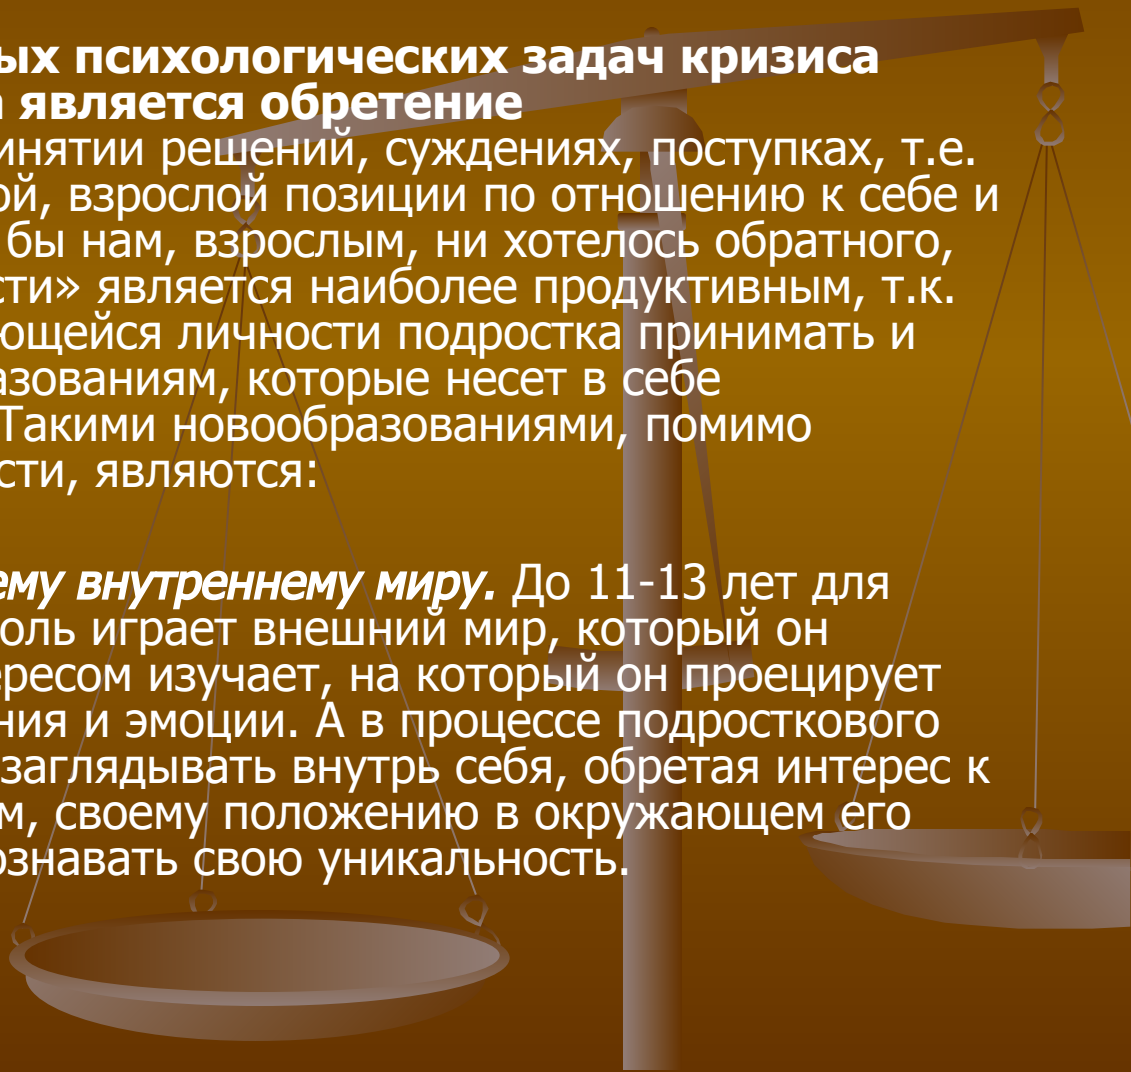 ых психологических задач кризиса
а является обретение
ринятии решений, суждениях, поступках, т.е.
ой, взрослой позиции по отношению к себе и
бы нам, взрослым, ни хотелось обратного,
сти» является наиболее продуктивным, т.к.
ющейся личности подростка принимать и
азованиям, которые несет в себе
Такими новообразованиями, помимо
сти, являются:
ему внутреннему миру. До 11-13 лет для
оль играет внешний мир, который он
ересом изучает, на который он проецирует
ния и эмоции. А в процессе подросткового
заглядывать внутрь себя, обретая интерес к
м, своему положению в окружающем его
ознавать свою уникальность.